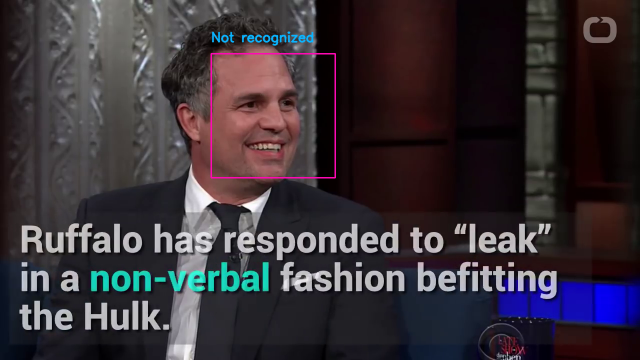 Not recognized
Ruffalo has responded to “leak”
in a non-verbal fashion befitting
the Hulk.